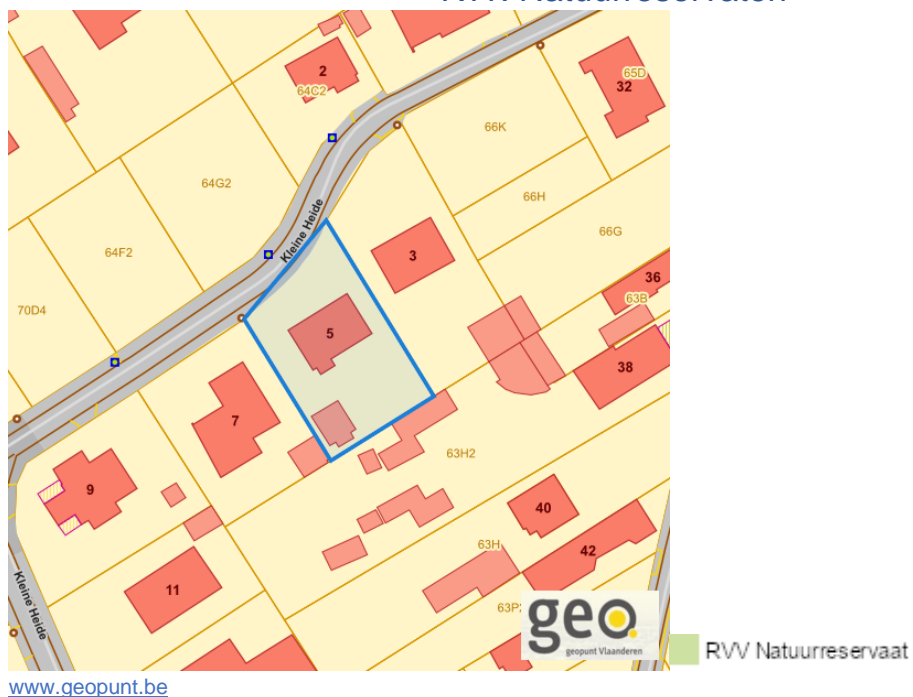 RVV Natuurreservaten
2
64C2
65D
32
66K
64G2
66H
Kleine Heide
66G
64F2
3
36
63B
70D4
5
38
7
63H2
9
40
63H
42
11
Kleine Heide
63P2
geo
geopunt Vlaanderen
RVV Natuurreservaat
www.geopunt.be